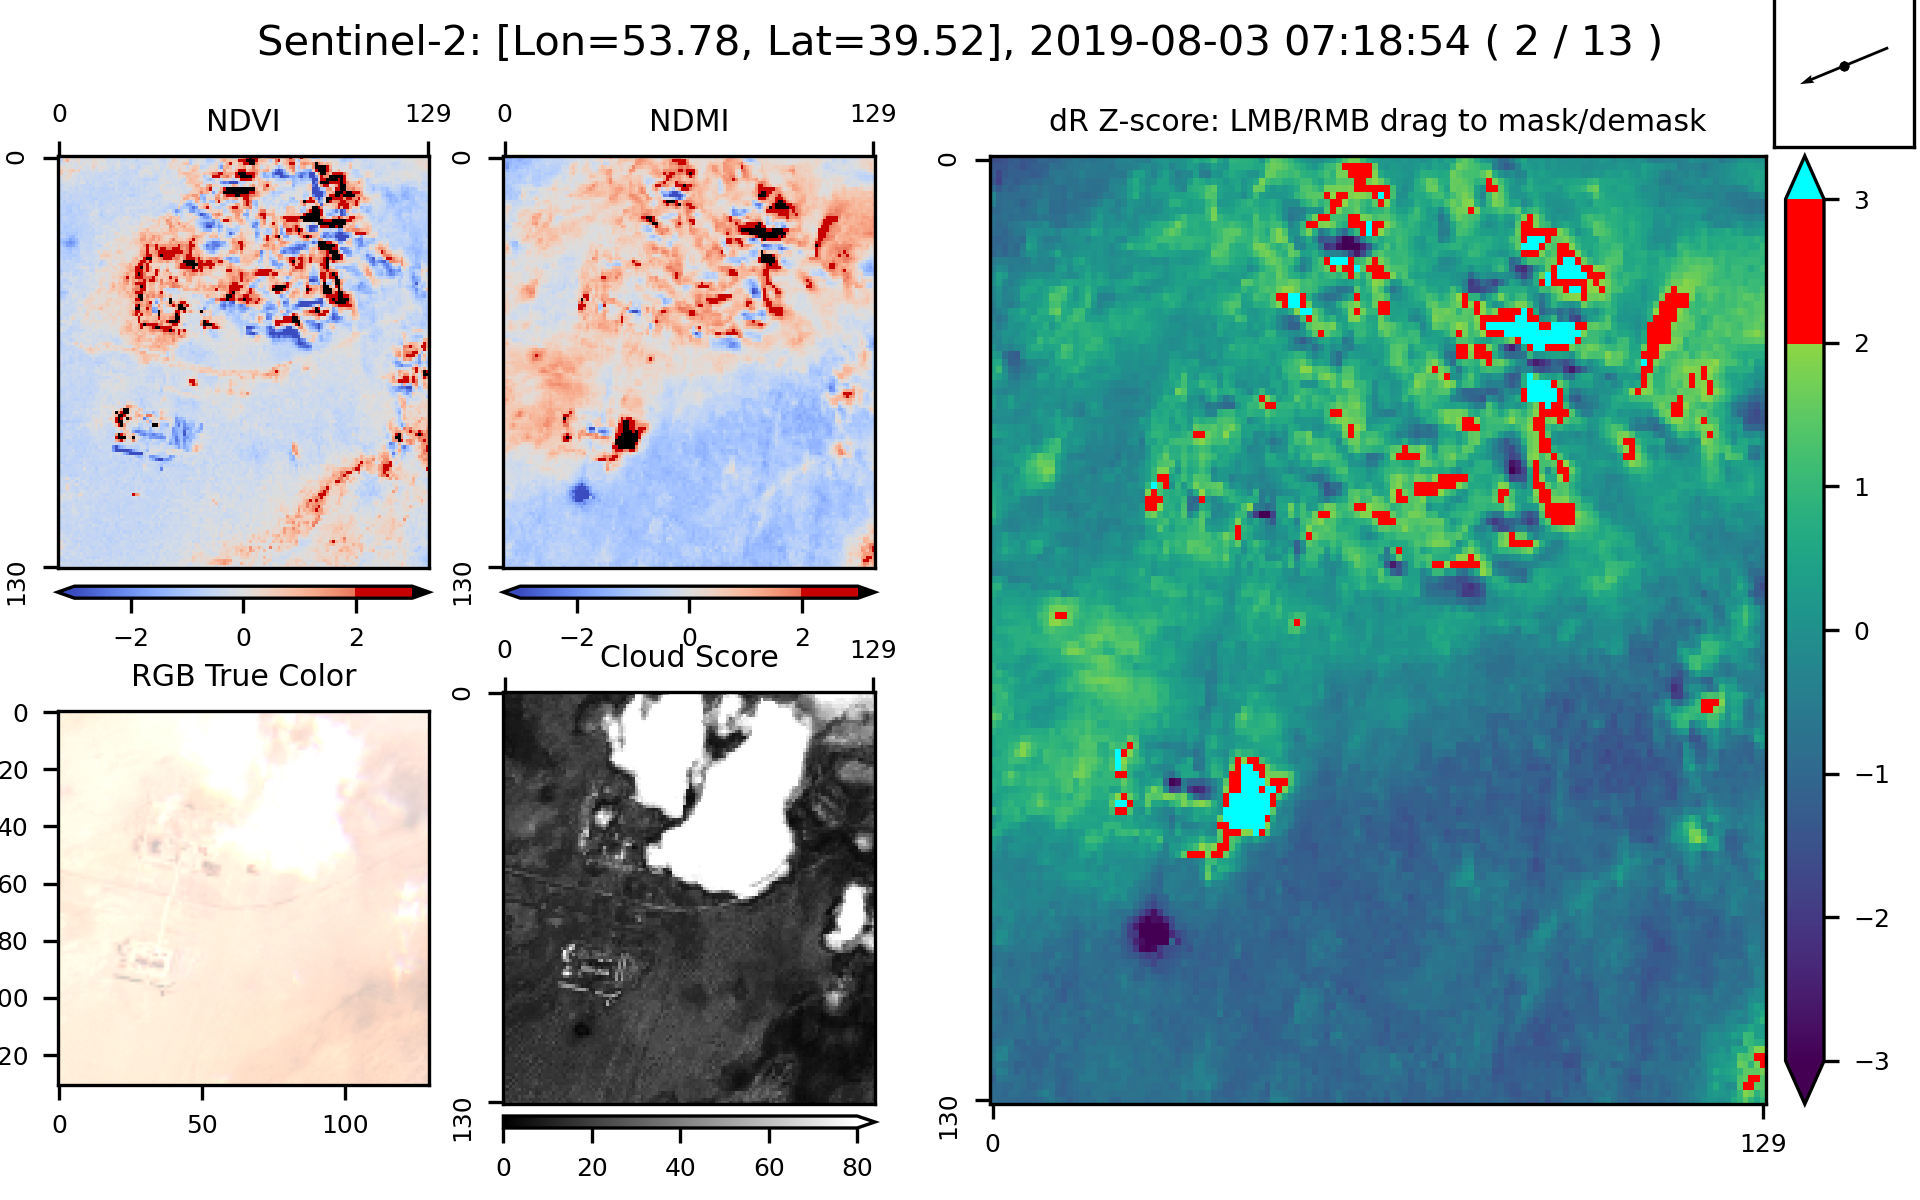 Sentinel-2: [Lon=53.78, Lat=39.52], 2019-08-03 07:18:54 ( 2 / 13 )
0 NDVI 129
0
130
−2 0 2
0 NDMI 129
0
130
−2 0 2
dR Z-score: LMB/RMB drag to mask/demask
0
130
0 129
3
2
1
0
−1
−2
−3
RGB True Color
0
20
40
60
80
00
20
0 50 100
0 Cloud Score 129
0
130
0 20 40 60 80